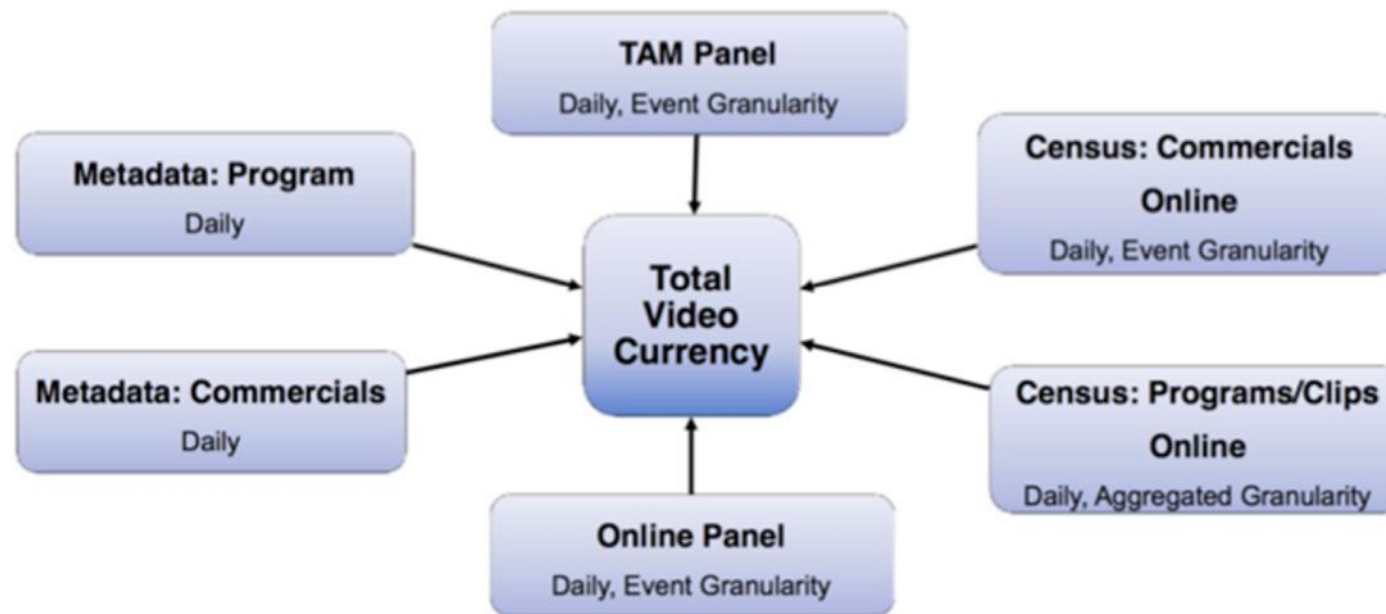 TAM Panel
Daily, Event Granularity
Metadata: Program
Daily
Census: Commercials
Online
Daily, Event Granularity
Total
Video
Currency
Metadata: Commercials
Daily
Census: Programs/Clips
Online
Daily, Aggregated Granularity
Online Panel
Daily, Event Granularity